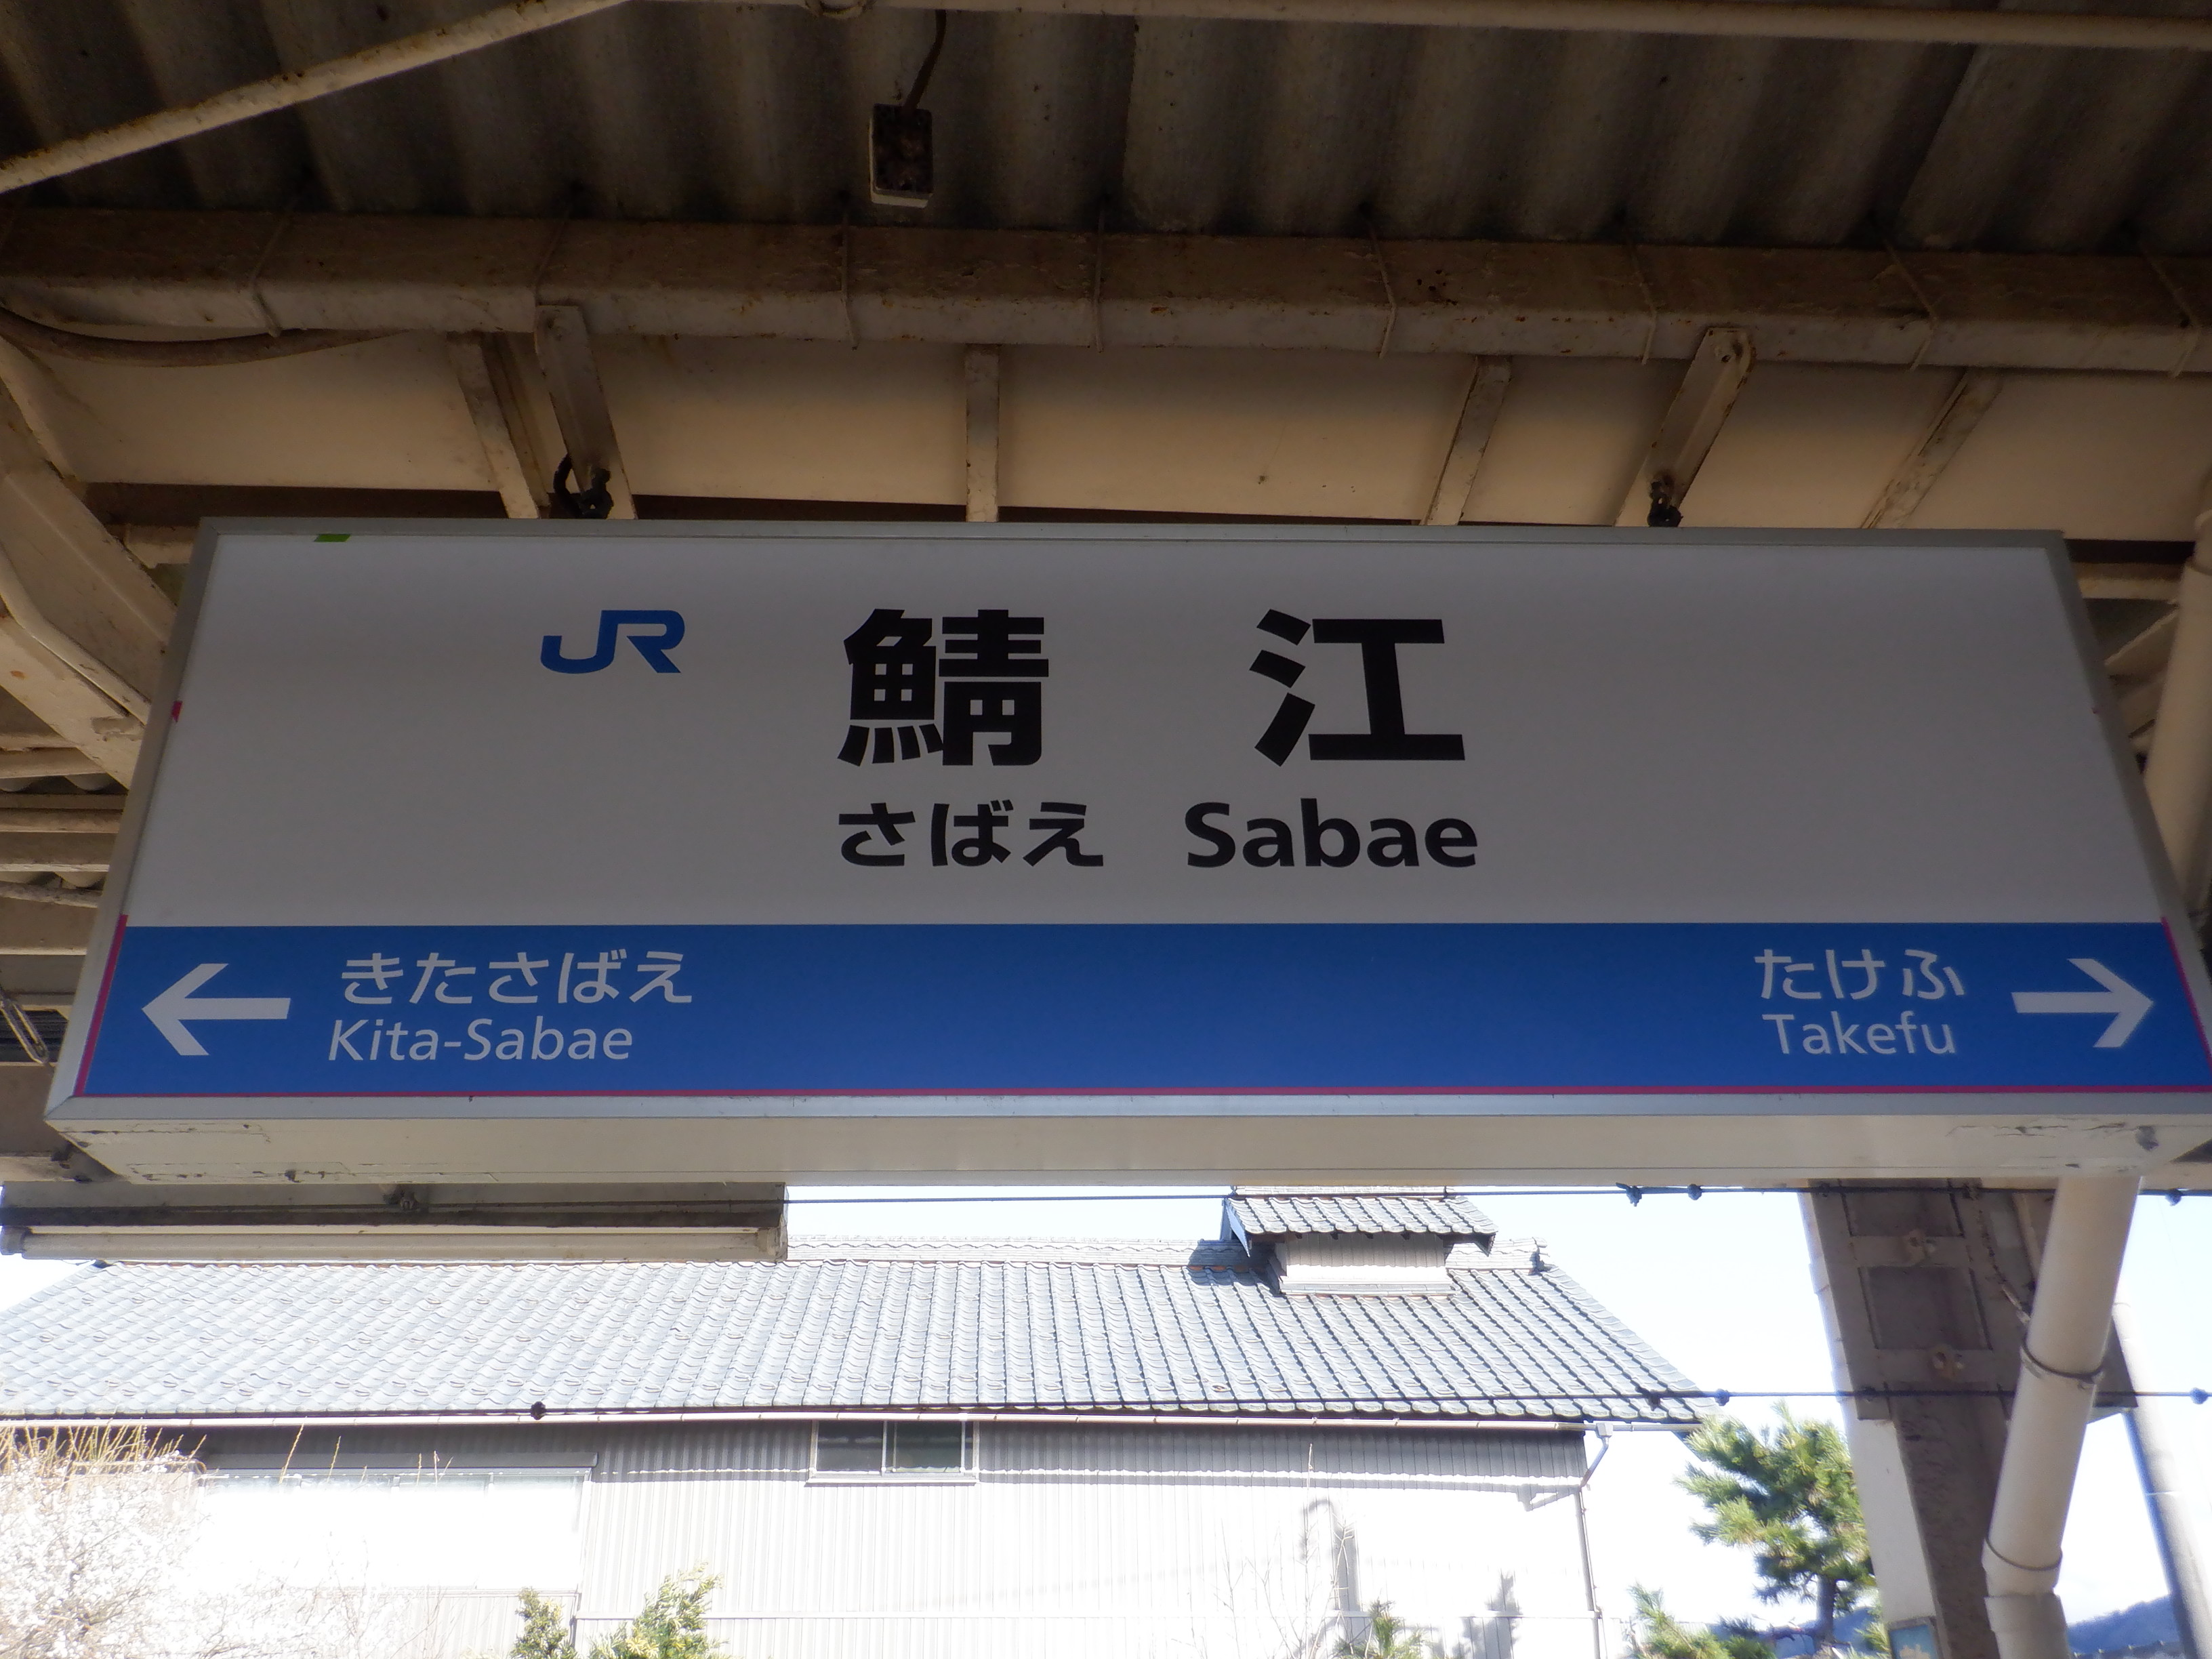 JR 鯖江
さばえ Sabae
きたさばえ
Kita-Sabae
たけふ
Takefu